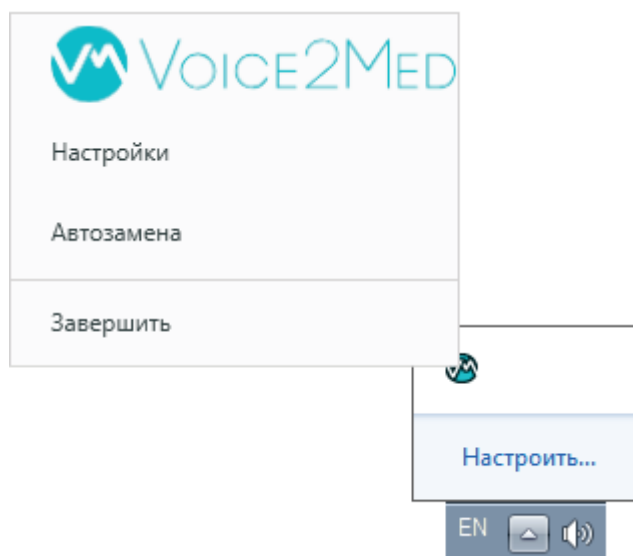 VOICE2MED
Настройки
Автозамена
Завершить
Настроить...
EN